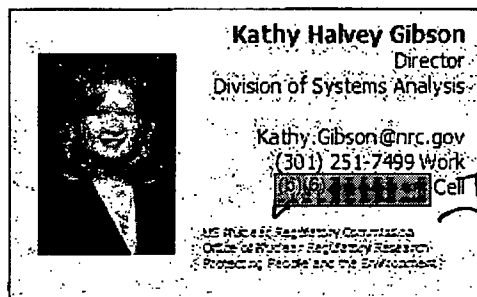 Kathy Halvey Gibson
Director
Division of Systems Analysis
Kathy.Gibson@nrc.gov
(301) 251-7499 Work
(b)(6) Cell
US Nuclear Regulatory Commission
Office of Nuclear Regulatory Research
Protecting People and the Environment